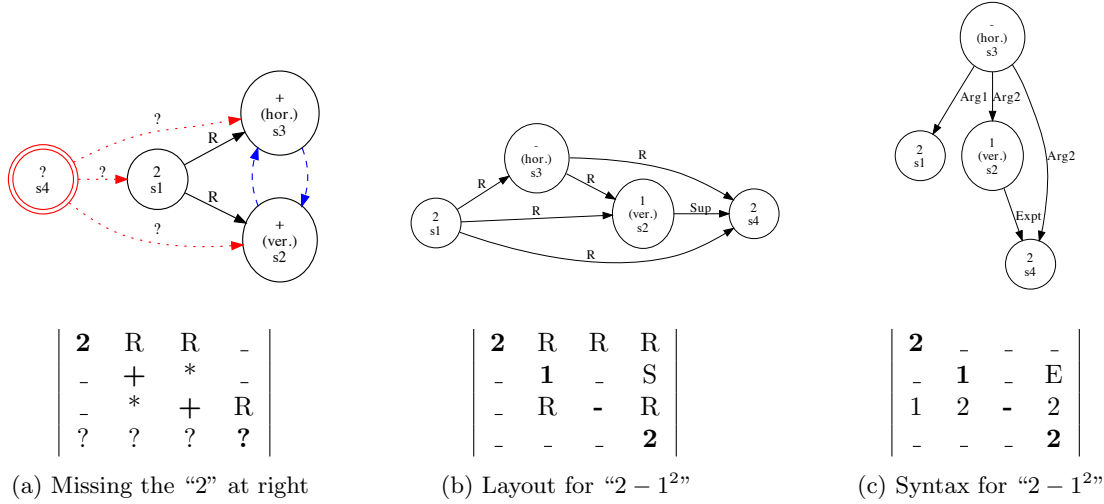 ?
s4
?
?
?
2
s1
R
R
+
(hor.)
s3
+
(ver.)
s2
2
s1
R
R
R
-
(hor.)
s3
R
R
1
(ver.)
s2
Sup
2
s4
-
(hor.)
s3
Arg1
Arg2
Arg2
2
s1
1
(ver.)
s2
Expt
2
s4
2 R R _
_ + * _
_ * + R
? ? ? ?
(a) Missing the “2” at right
2 R R R
_ 1 _ S
_ R - R
_ _ _ 2
(b) Layout for “2 − 1²”
2 _ _ _
_ 1 _ E
1 2 - 2
_ _ _ 2
(c) Syntax for “2 − 1²”